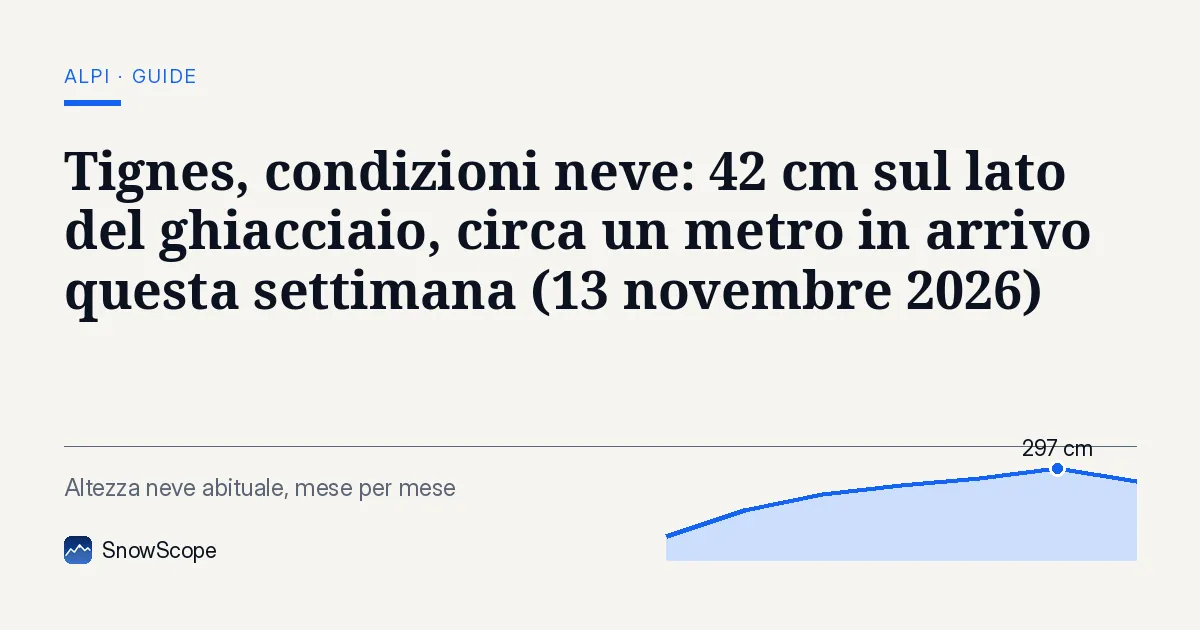 ALPI · GUIDE
Tignes, condizioni neve: 42 cm sul lato
del ghiacciaio, circa un metro in arrivo
questa settimana (13 novembre 2026)
297 cm
Altezza neve abituale, mese per mese
SnowScope